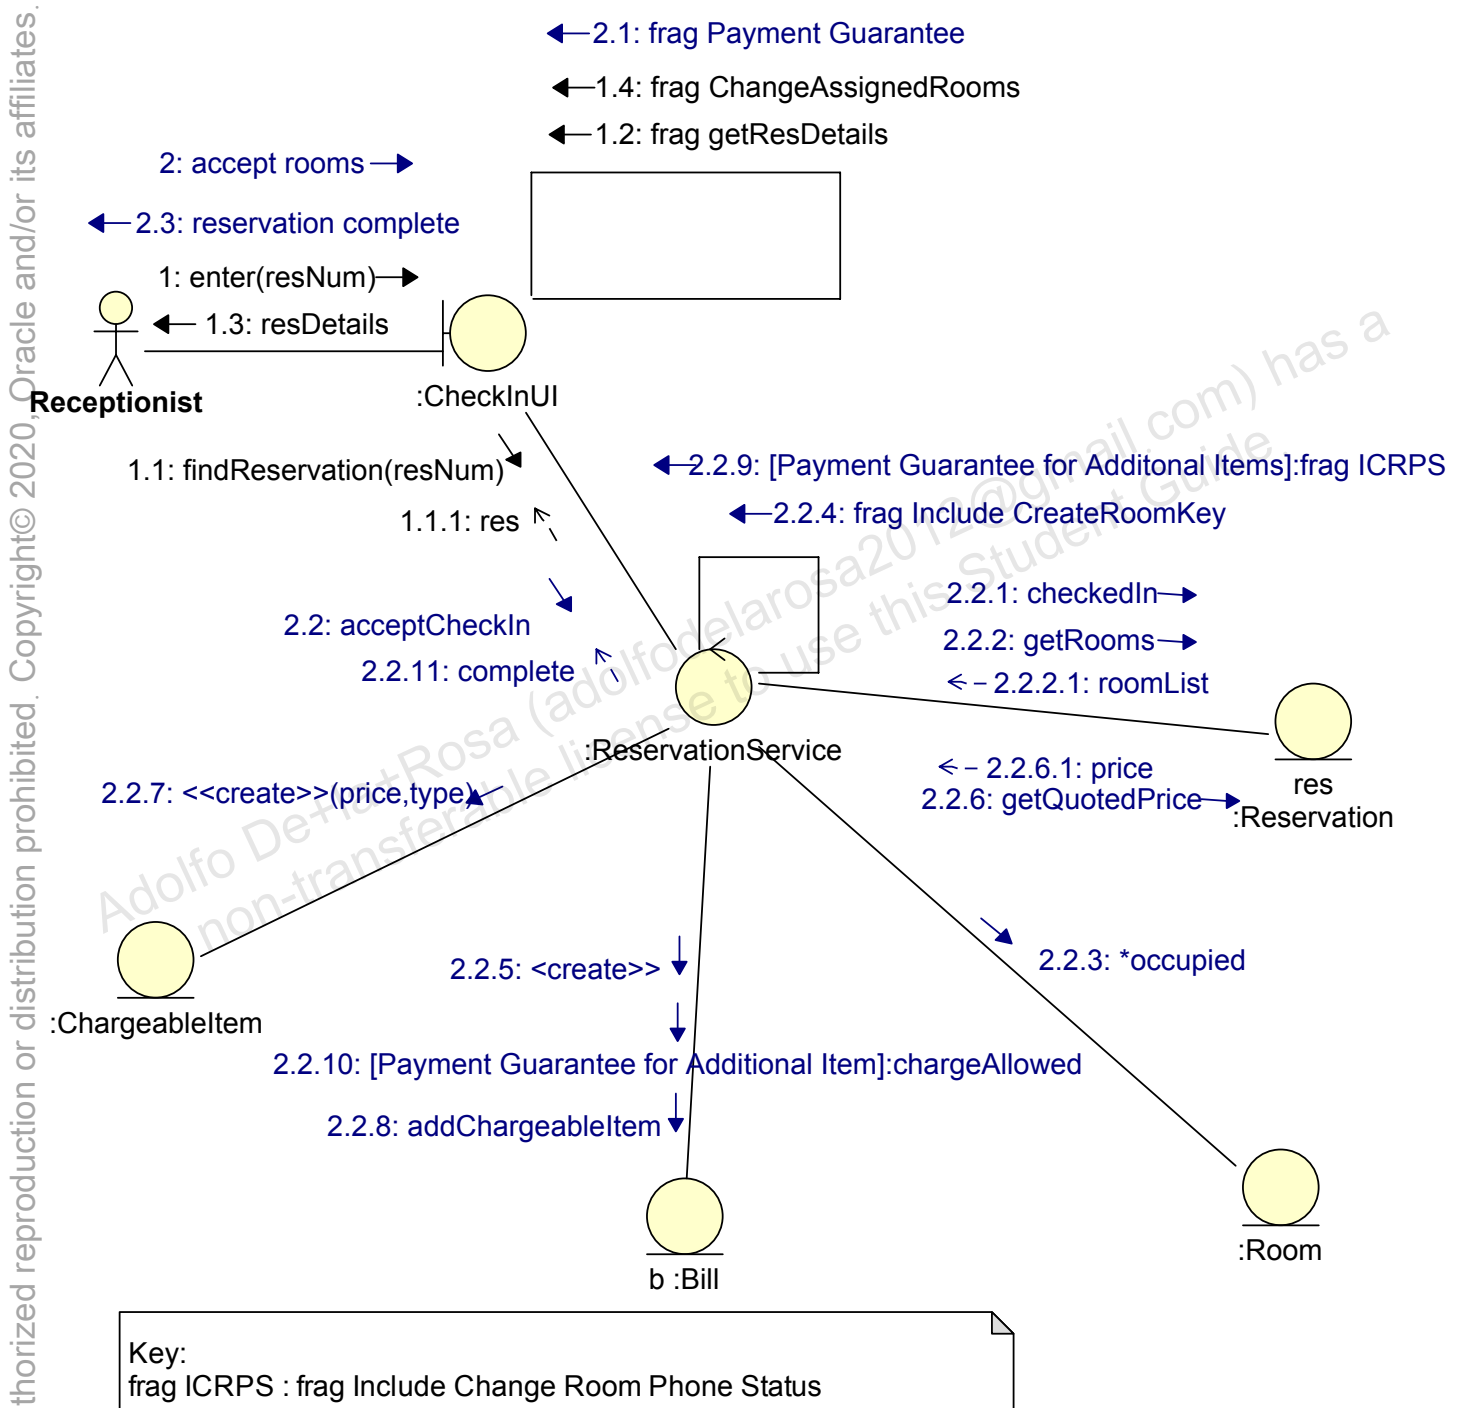 2.1: frag Payment Guarantee
1.4: frag ChangeAssignedRooms
1.2: frag getResDetails
2: accept rooms
2.3: reservation complete
1: enter(resNum)
1.3: resDetails
Receptionist
:CheckInUI
1.1: findReservation(resNum)
1.1.1: res
2.2.9: [Payment Guarantee for Additonal Items]:frag ICRPS
2.2.4: frag Include CreateRoomKey
2.2: acceptCheckIn
2.2.11: complete
2.2.1: checkedIn
2.2.2: getRooms
2.2.2.1: roomList
:ReservationService
2.2.6.1: price
2.2.6: getQuotedPrice
res
:Reservation
2.2.7: <<create>>(price,type)
2.2.5: <create>>
2.2.3: *occupied
:ChargeableItem
2.2.10: [Payment Guarantee for Additional Item]:chargeAllowed
2.2.8: addChargeableItem
b :Bill
:Room
Key:
frag ICRPS : frag Include Change Room Phone Status
thorized reproduction or distribution prohibited. Copyright© 2020, Oracle and/or its affiliates.
Adolfo De+la+Rosa (adolfodelarosa2012@gmail.com) has a
non-transferable license to use this Student Guide.